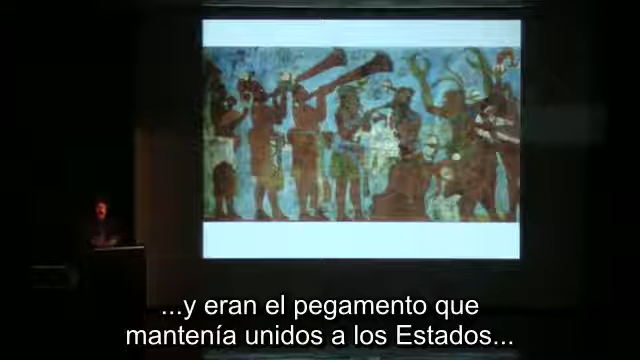 ...y eran el pegamento que
mantenía unidos a los Estados...